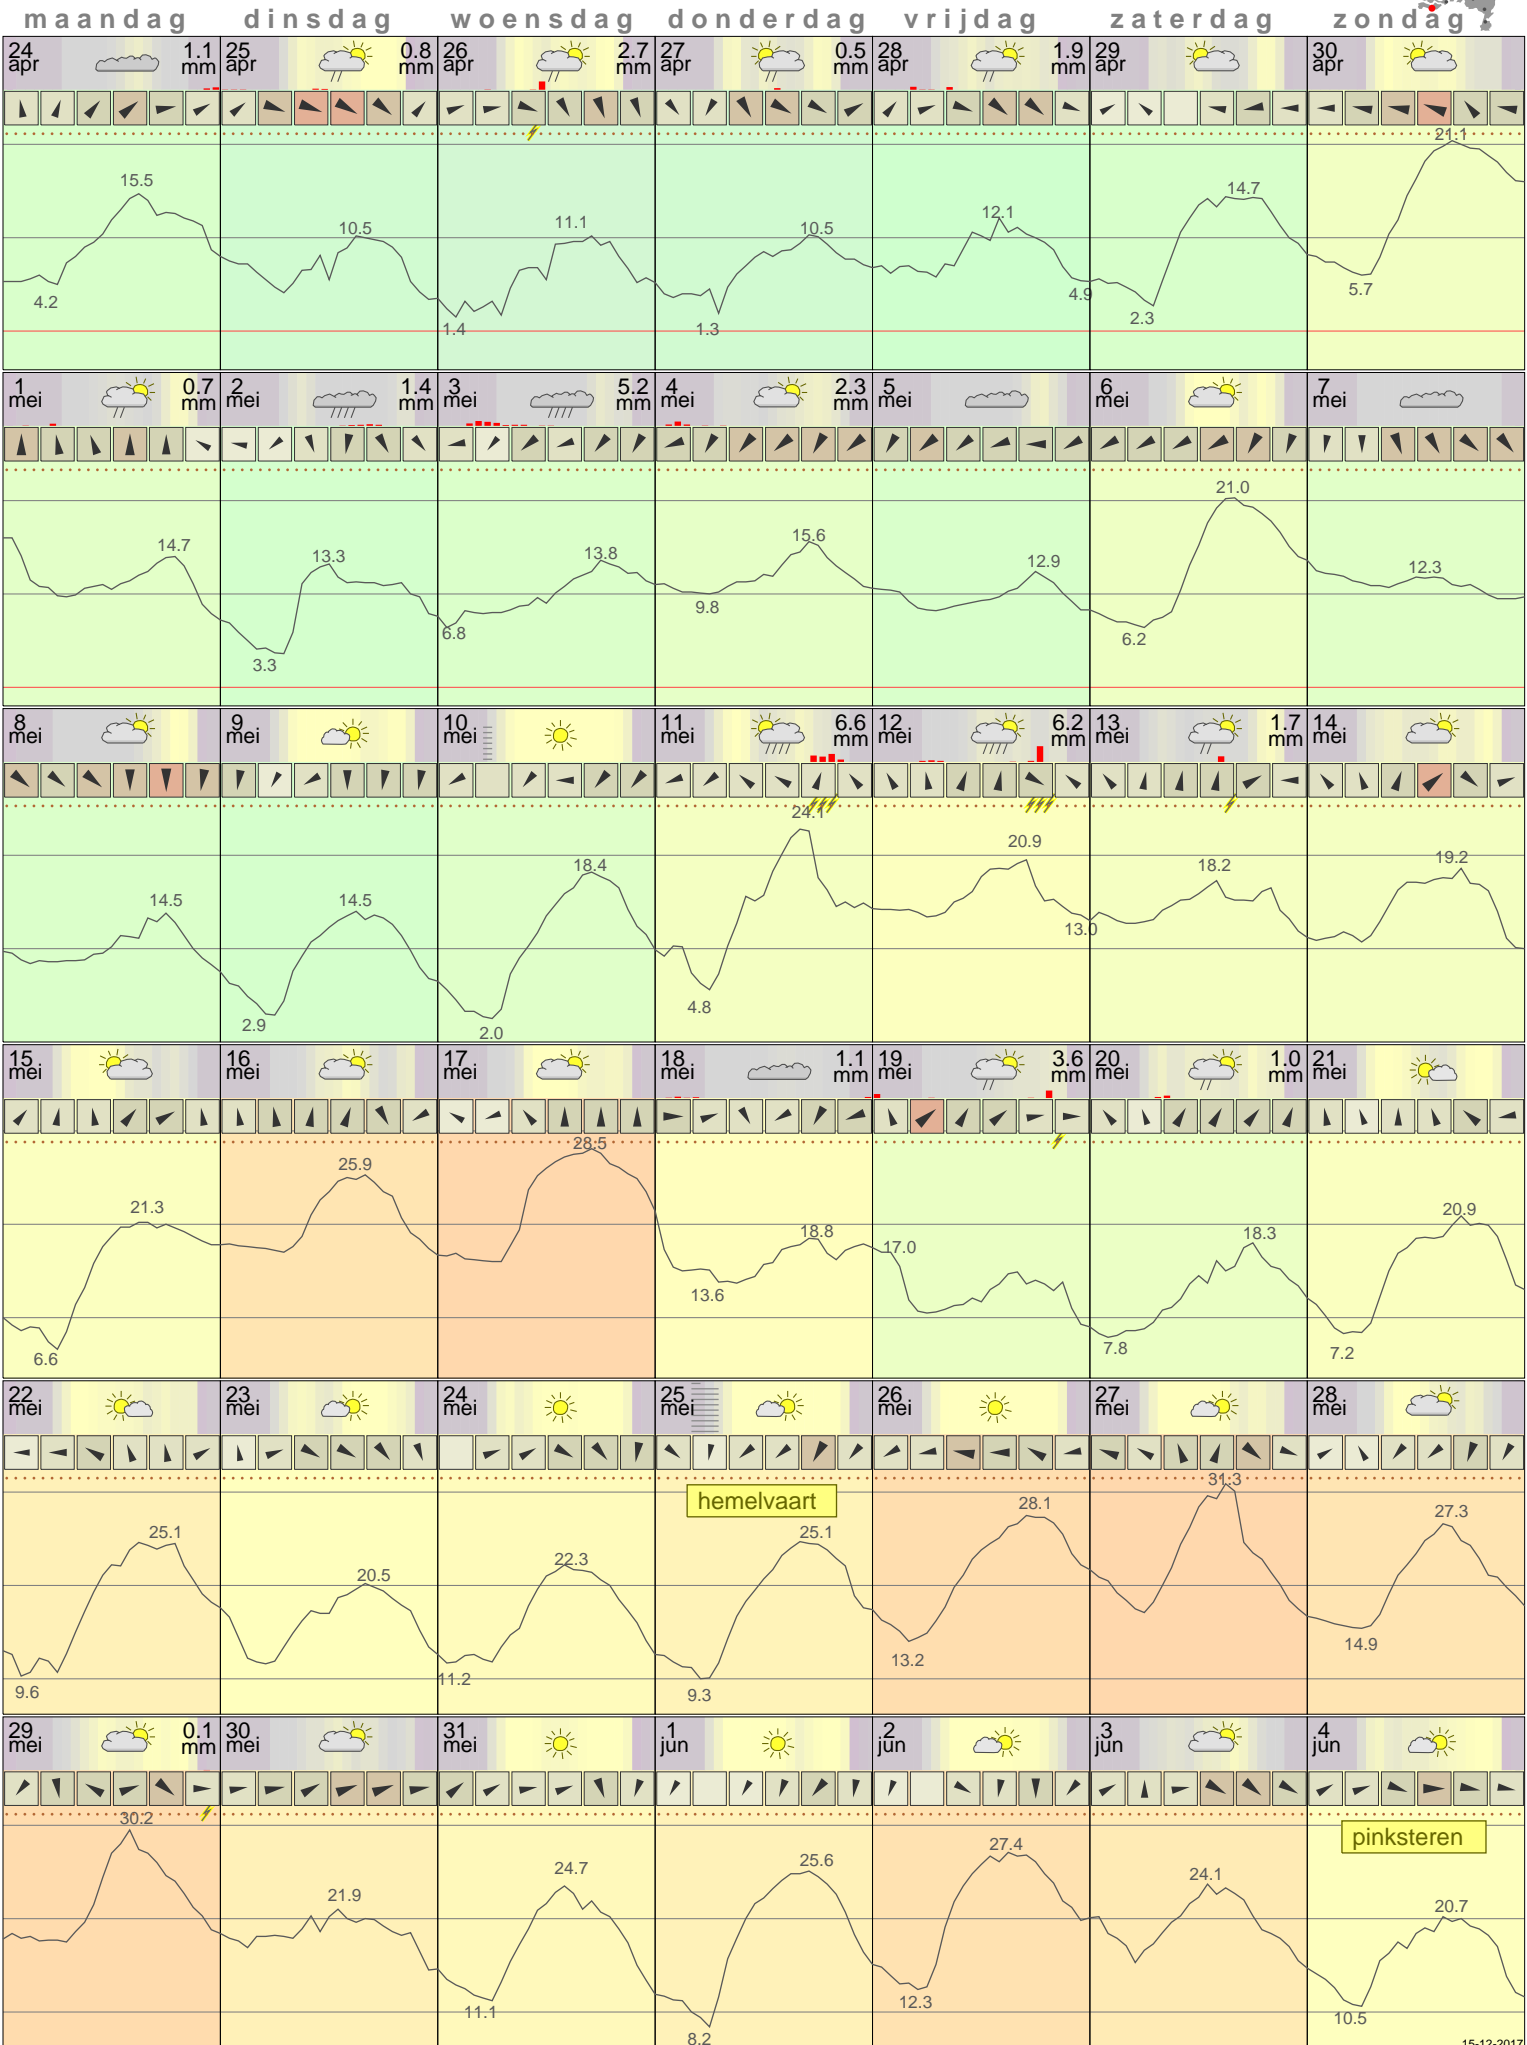 maandag dinsdag woensdag donderdag vrijdag zaterdag zondag
24 apr 1.1 mm 25 apr 0.8 mm 26 apr 2.7 mm 27 apr 0.5 mm 28 apr 1.9 mm 29 apr 30 apr
15.5 4.2 10.5 11.1 1.4 10.5 1.3 12.1 4.9 14.7 2.3 21.1 5.7
1 mei 0.7 mm 2 mei 1.4 mm 3 mei 5.2 mm 4 mei 2.3 mm 5 mei 6 mei 7 mei
14.7 13.3 3.3 13.8 6.8 15.6 9.8 12.9 21.0 6.2 12.3
8 mei 9 mei 10 mei 11 mei 6.6 mm 12 mei 6.2 mm 13 mei 1.7 mm 14 mei
14.5 14.5 2.9 18.4 2.0 24.1 4.8 20.9 13.0 18.2 19.2
15 mei 16 mei 17 mei 18 mei 1.1 mm 19 mei 3.6 mm 20 mei 1.0 mm 21 mei
21.3 6.6 25.9 28.5 18.8 13.6 17.0 18.3 7.8 20.9 7.2
22 mei 23 mei 24 mei 25 mei 26 mei 27 mei 28 mei
hemelvaart
25.1 9.6 20.5 22.3 11.2 25.1 9.3 28.1 13.2 31.3 27.3 14.9
29 mei 0.1 mm 30 mei 31 mei 1 jun 2 jun 3 jun 4 jun
pinksteren
30.2 21.9 24.7 11.1 25.6 8.2 27.4 12.3 24.1 20.7 10.5
15-12-2017